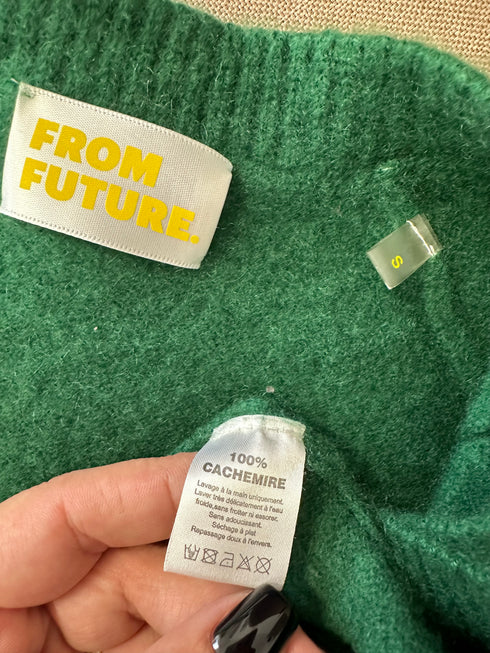 FROM
FUTURE.
S
100%
CACHEMIRE
Lavage à la main uniquement.
Laver très délicatement à l'eau
froide,sans frotter ni essorer.
Sans adoucissant.
Séchage à plat
Repassage doux à l'envers.